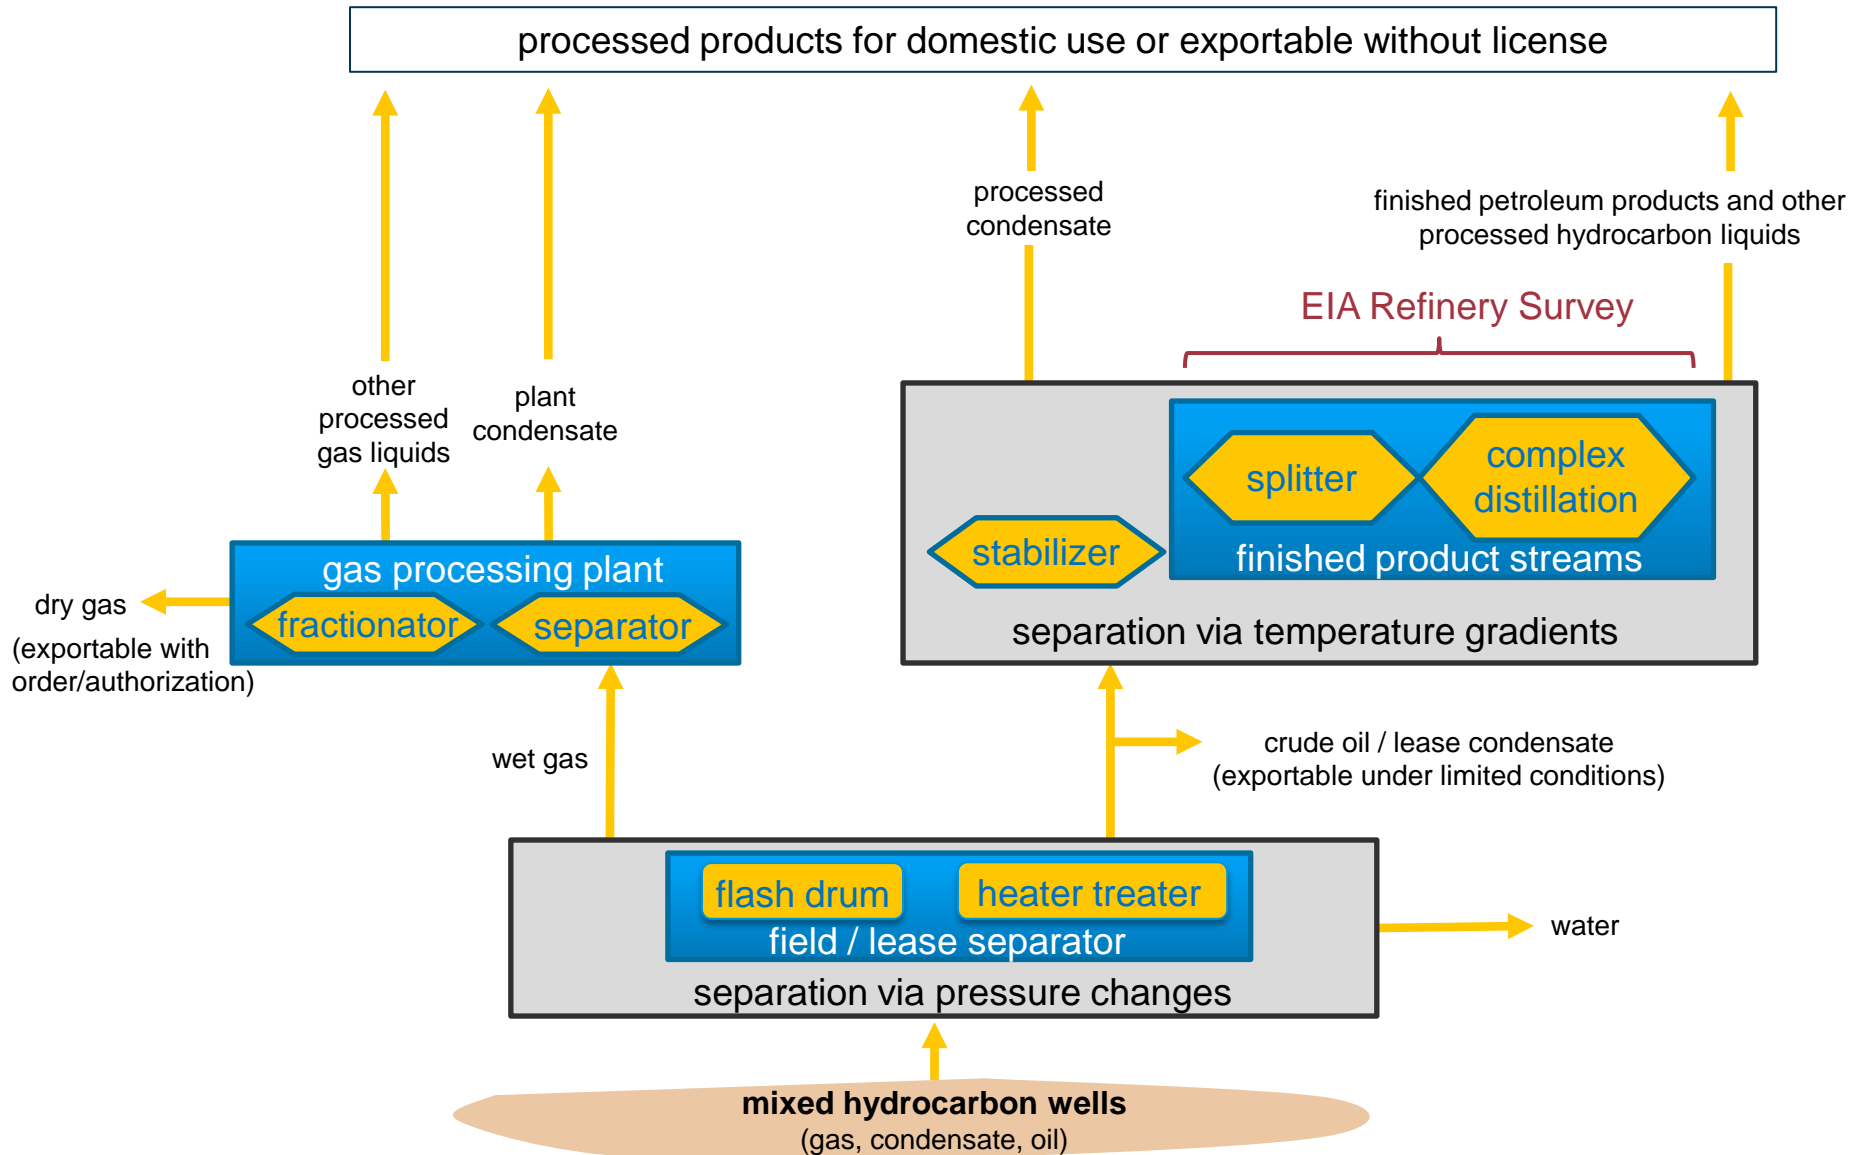 processed products for domestic use or exportable without license
processed
condensate
finished petroleum products and other
processed hydrocarbon liquids
EIA Refinery Survey
other
processed
gas liquids
plant
condensate
splitter
complex
distillation
finished product streams
stabilizer
separation via temperature gradients
gas processing plant
fractionator
separator
dry gas
(exportable with
order/authorization)
wet gas
crude oil / lease condensate
(exportable under limited conditions)
flash drum
heater treater
field / lease separator
separation via pressure changes
water
mixed hydrocarbon wells
(gas, condensate, oil)